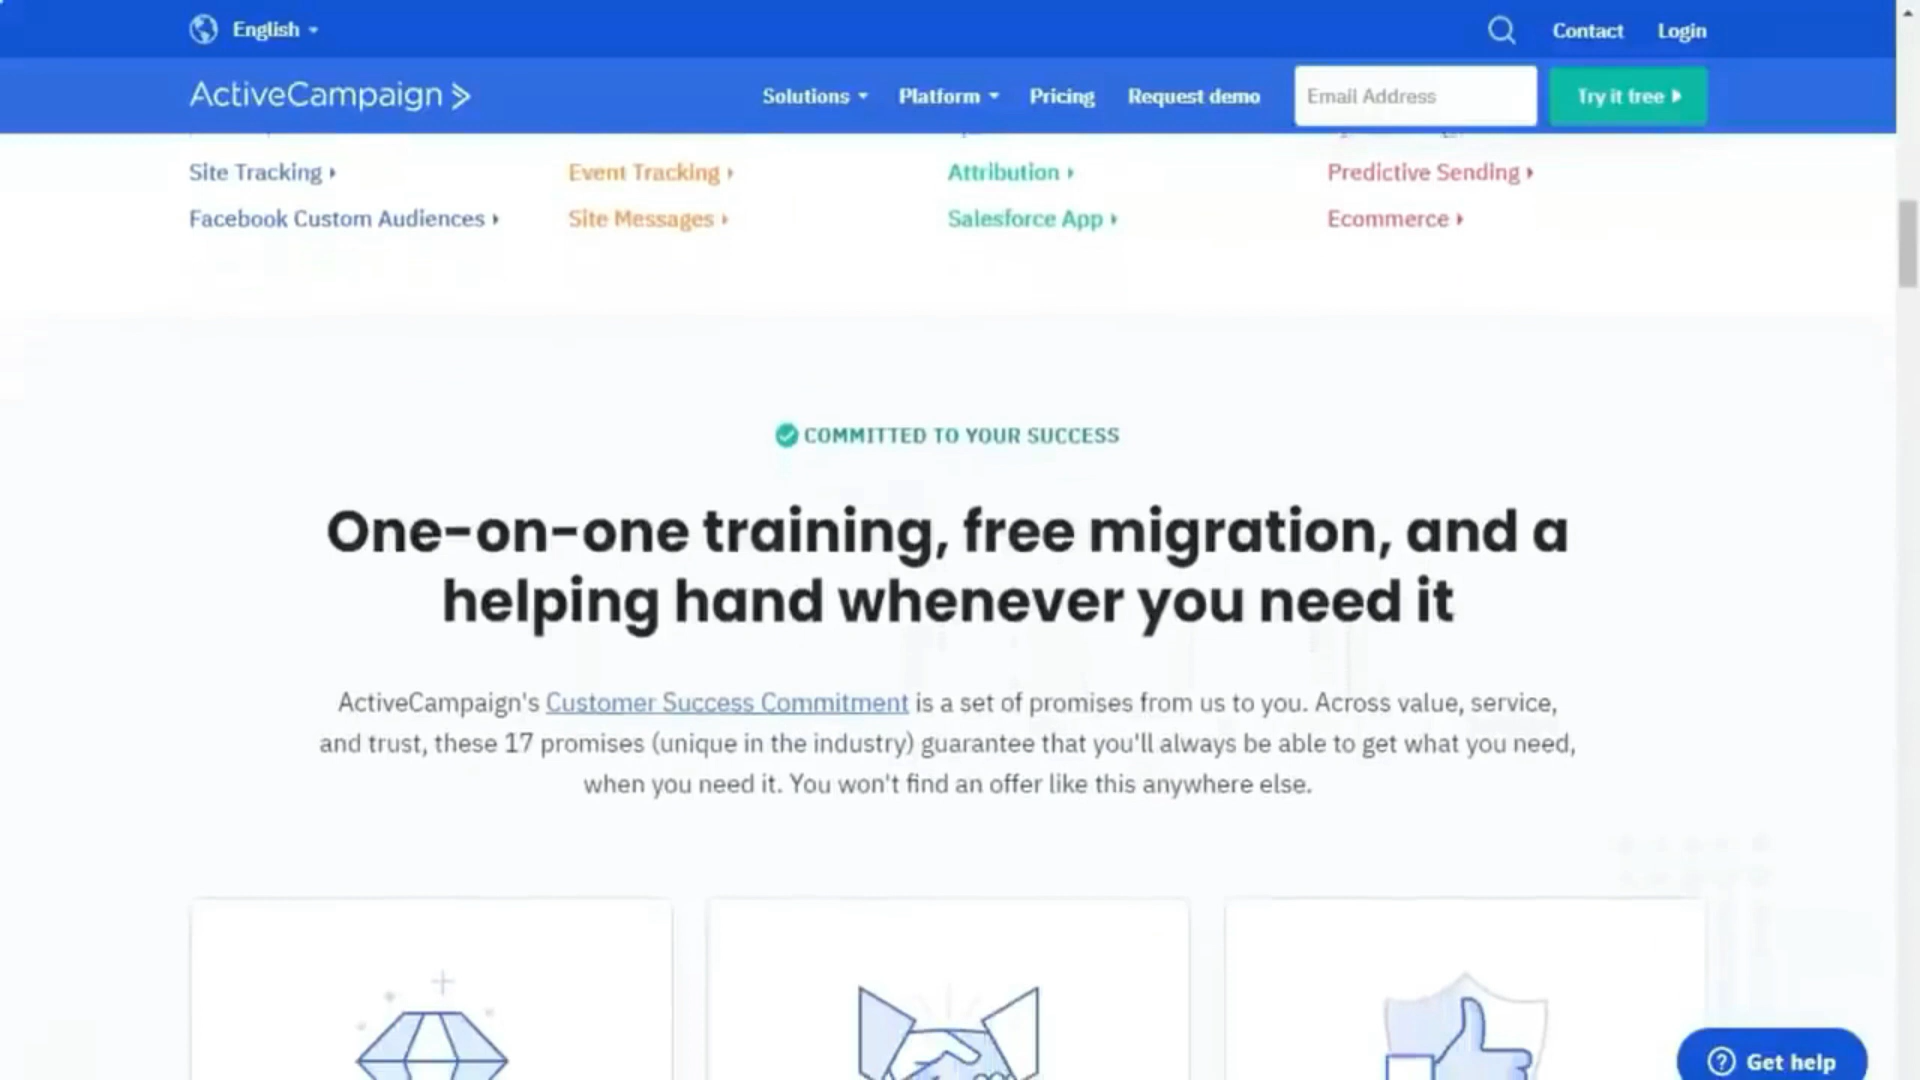 English
Contact
Login
ActiveCampaign
Solutions
Platform
Pricing
Request demo
Email Address
Try it free
Site Tracking
Event Tracking
Attribution
Predictive Sending
Facebook Custom Audiences
Site Messages
Salesforce App
Ecommerce
COMMITTED TO YOUR SUCCESS
One-on-one training, free migration, and a
helping hand whenever you need it
ActiveCampaign's Customer Success Commitment is a set of promises from us to you. Across value, service,
and trust, these 17 promises (unique in the industry) guarantee that you'll always be able to get what you need,
when you need it. You won't find an offer like this anywhere else.
Get help